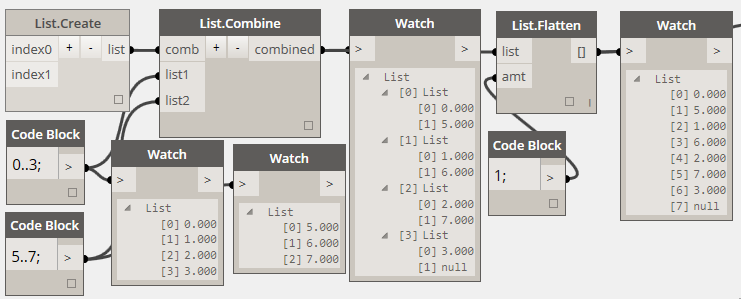 List.Create
index0 + - list
index1
List.Combine
comb + - combined
list1
list2
Watch
> >
List
[0] List
[0] 0.000
[1] 5.000
[1] List
[0] 1.000
[1] 6.000
[2] List
[0] 2.000
[1] 7.000
[3] List
[0] 3.000
[1] null
List.Flatten
list []
amt
Watch
> >
List
[0] 0.000
[1] 5.000
[2] 1.000
[3] 6.000
[4] 2.000
[5] 7.000
[6] 3.000
[7] null
Code Block
0..3; >
Code Block
5..7; >
Watch
> >
List
[0] 0.000
[1] 1.000
[2] 2.000
[3] 3.000
Watch
> >
List
[0] 5.000
[1] 6.000
[2] 7.000
Code Block
1; >